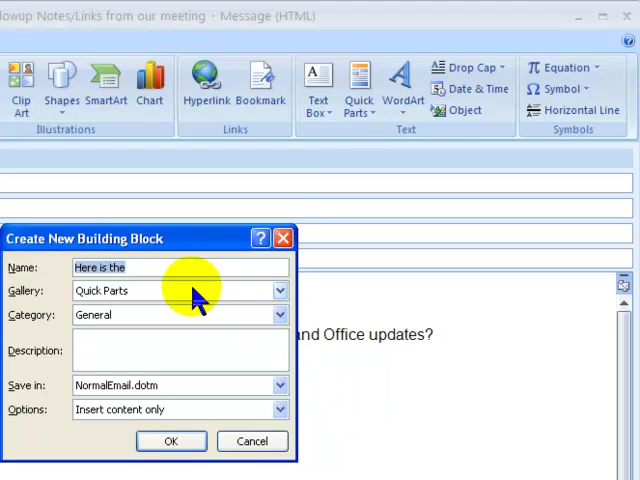 lowup Notes/Links from our meeting - Message (HTML)
Clip Art
Shapes
SmartArt
Chart
Hyperlink
Bookmark
Text Box
Quick Parts
WordArt
Drop Cap
Date & Time
Object
Equation
Symbol
Horizontal Line
Illustrations
Links
Text
Symbols
Create New Building Block
Name: Here is the
Gallery: Quick Parts
Category: General
Description:
Save in: NormalEmail.dotm
Options: Insert content only
OK
Cancel
and Office updates?